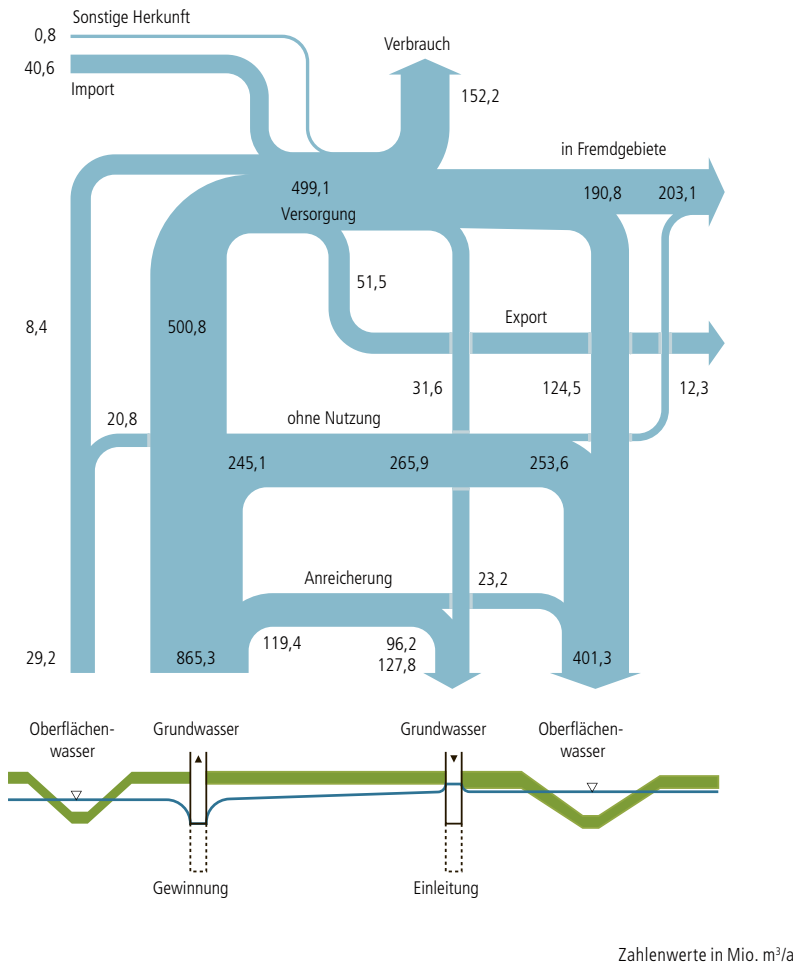 Sonstige Herkunft
0,8
Verbrauch
40,6
Import
152,2
in Fremdgebiete
499,1
190,8
203,1
Versorgung
51,5
Export
8,4
500,8
31,6
124,5
12,3
20,8
ohne Nutzung
245,1
265,9
253,6
Anreicherung
23,2
119,4
96,2
29,2
865,3
127,8
401,3
Oberflächen-
wasser
Grundwasser
Grundwasser
Oberflächen-
wasser
Gewinnung
Einleitung
Zahlenwerte in Mio. m³/a